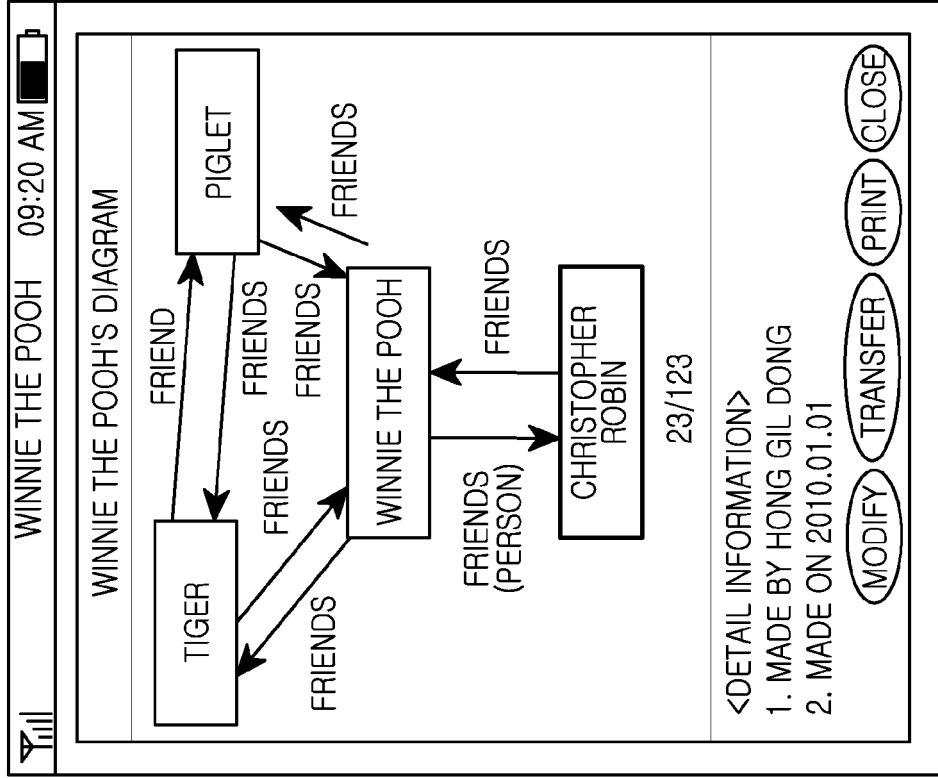 WINNIE THE POOH 09:20 AM
WINNIE THE POOH'S DIAGRAM
FRIEND
TIGER
PIGLET
FRIENDS
FRIENDS
FRIENDS
FRIENDS
FRIENDS
WINNIE THE POOH
FRIENDS
(PERSON)
FRIENDS
CHRISTOPHER
ROBIN
23/123
<DETAIL INFORMATION>
1. MADE BY HONG GIL DONG
2. MADE ON 2010.01.01
MODIFY TRANSFER PRINT CLOSE